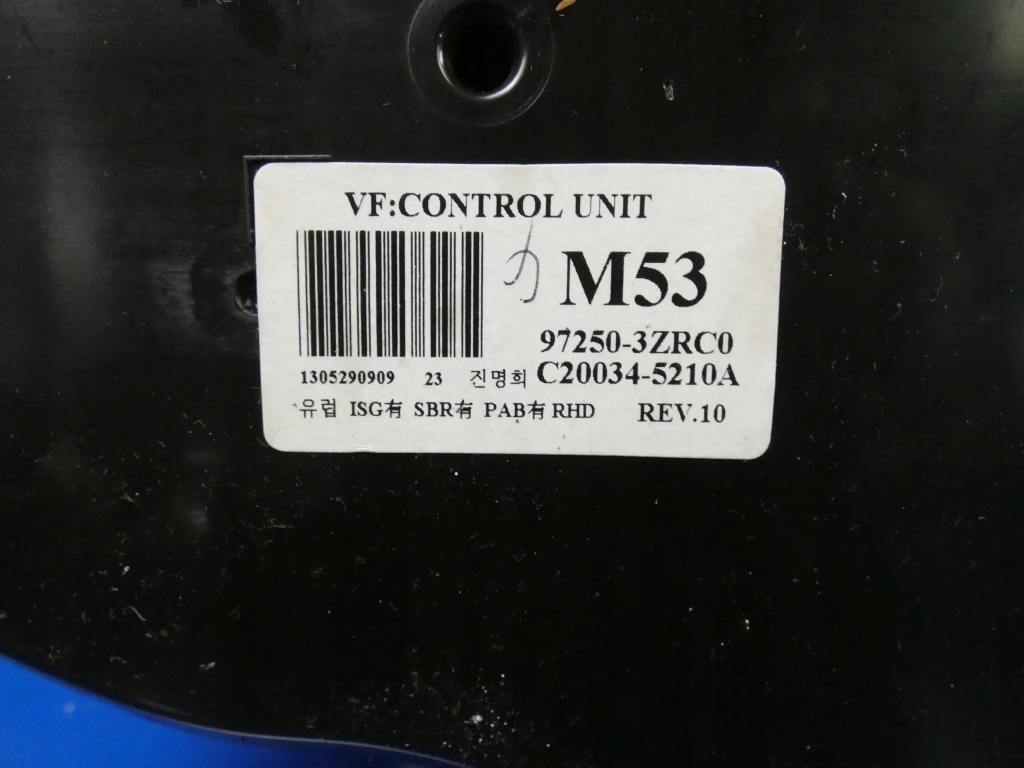 VF:CONTROL UNIT
M53
97250-3ZRC0
1305290909 23 진명희 C20034-5210A
유럽 ISG有 SBR有 PAB有 RHD REV.10